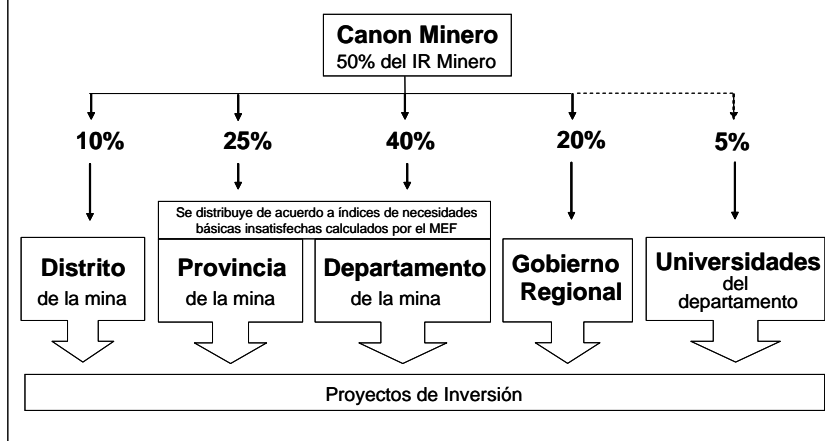 Canon Minero
50% del IR Minero
10%
25%
40%
20%
5%
Se distribuye de acuerdo a índices de necesidades
básicas insatisfechas calculados por el MEF
Distrito
de la mina
Provincia
de la mina
Departamento
de la mina
Gobierno
Regional
Universidades
del
departamento
Proyectos de Inversión